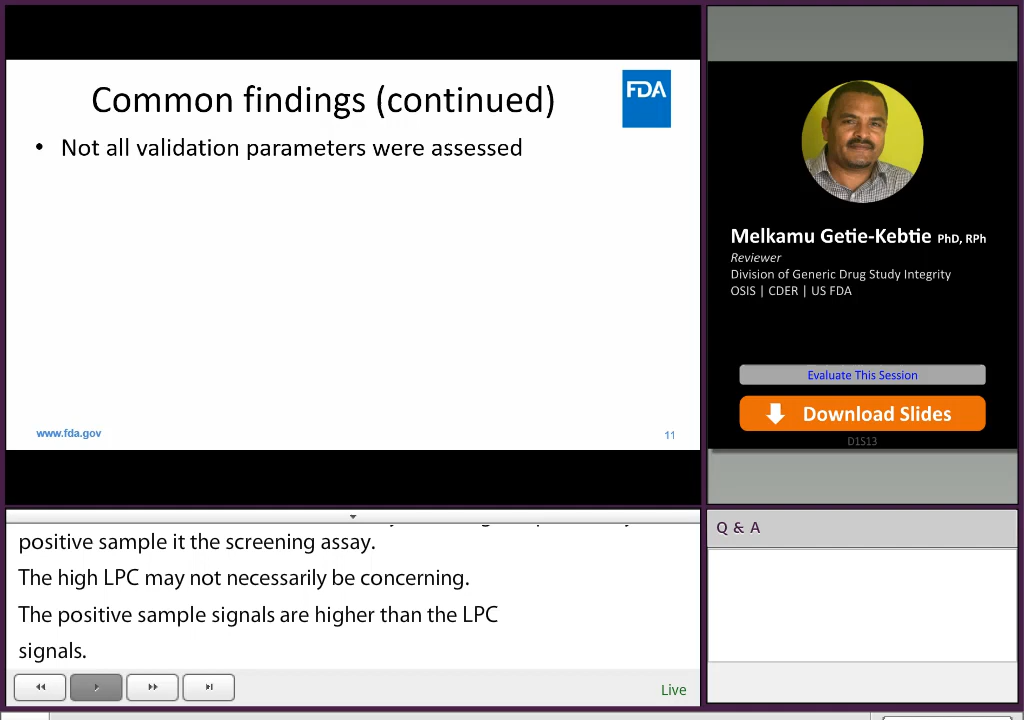 Common findings (continued)
FDA
• Not all validation parameters were assessed
www.fda.gov
11
Melkamu Getie-Kebtie PhD, RPh
Reviewer
Division of Generic Drug Study Integrity
OSIS | CDER | US FDA
Evaluate This Session
Download Slides
D1S13
positive sample it the screening assay.
The high LPC may not necessarily be concerning.
The positive sample signals are higher than the LPC
signals.
Live
Q & A